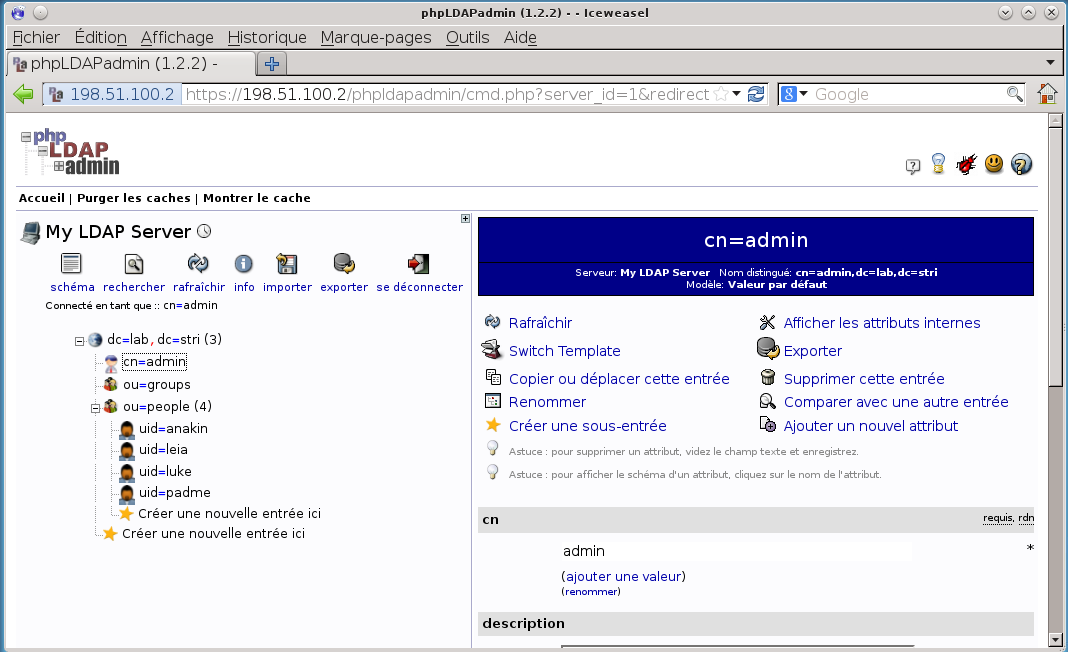 phpLDAPadmin (1.2.2) - - Iceweasel
Fichier Édition Affichage Historique Marque-pages Outils Aide
phpLDAPadmin (1.2.2) -
198.51.100.2 https://198.51.100.2/phpldapadmin/cmd.php?server_id=1&redirect Google
php
LDAP
admin
Accueil | Purger les caches | Montrer le cache
My LDAP Server
schéma rechercher rafraîchir info importer exporter se déconnecter
Connecté en tant que :: cn=admin
dc=lab,dc=stri (3)
cn=admin
ou=groups
ou=people (4)
uid=anakin
uid=leia
uid=luke
uid=padme
Créer une nouvelle entrée ici
Créer une nouvelle entrée ici
cn=admin
Serveur: My LDAP Server Nom distingué: cn=admin,dc=lab,dc=stri
Modèle: Valeur par défaut
Rafraîchir Afficher les attributs internes
Switch Template Exporter
Copier ou déplacer cette entrée Supprimer cette entrée
Renommer Comparer avec une autre entrée
Créer une sous-entrée Ajouter un nouvel attribut
Astuce : pour supprimer un attribut, videz le champ texte et enregistrez.
Astuce : pour afficher le schéma d'un attribut, cliquez sur le nom de l'attribut.
cn requis, rdn
admin *
(ajouter une valeur)
(renommer)
description